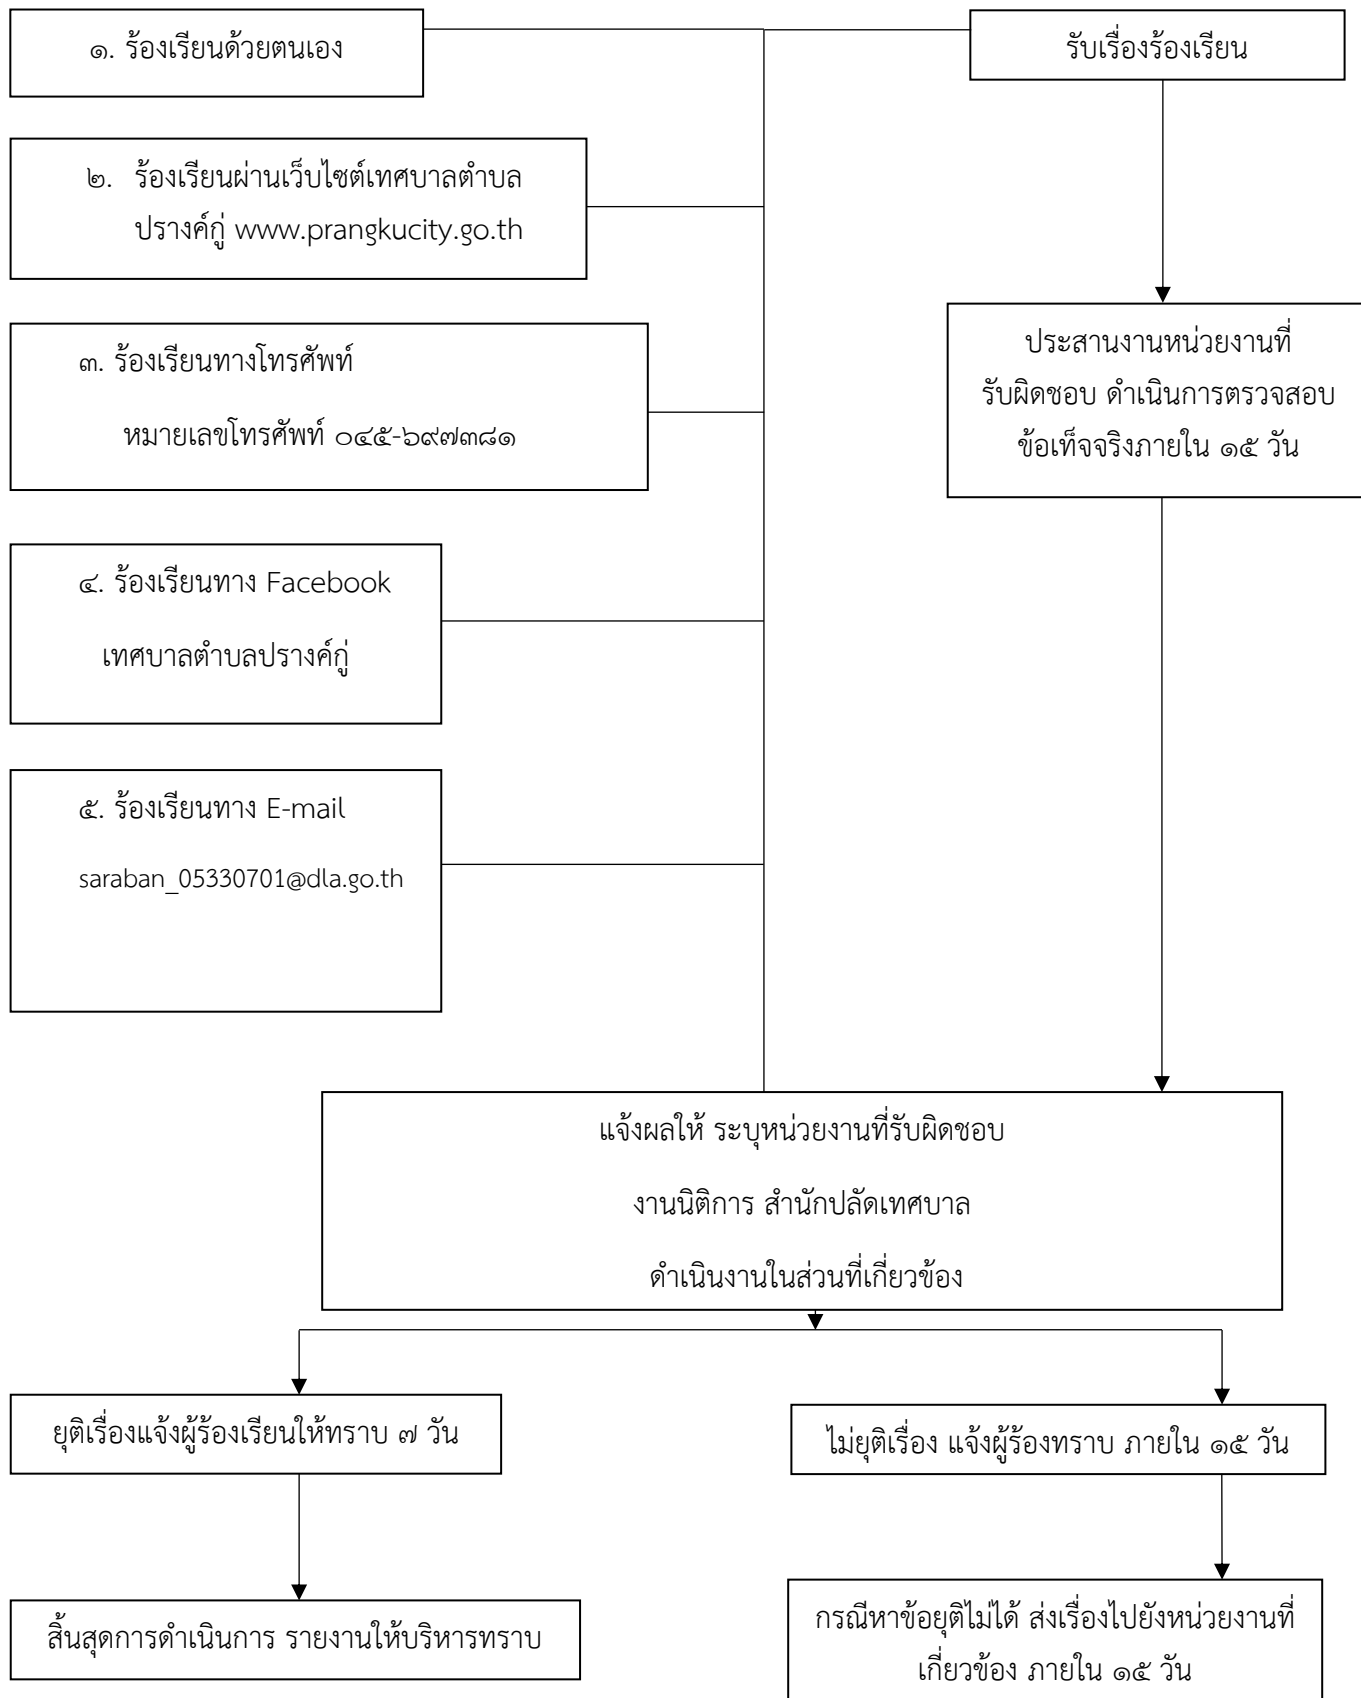 ๑. ร้องเรียนด้วยตนเอง
รับเรื่องร้องเรียน
๒. ร้องเรียนผ่านเว็บไซต์เทศบาลตำบล
ปรางค์กู่ www.prangkucity.go.th
๓. ร้องเรียนทางโทรศัพท์
หมายเลขโทรศัพท์ ๐๔๕-๖๙๗๓๘๑
ประสานงานหน่วยงานที่
รับผิดชอบ ดำเนินการตรวจสอบ
ข้อเท็จจริงภายใน ๑๕ วัน
๔. ร้องเรียนทาง Facebook
เทศบาลตำบลปรางค์กู่
๕. ร้องเรียนทาง E-mail
saraban_05330701@dla.go.th
แจ้งผลให้ ระบุหน่วยงานที่รับผิดชอบ
งานนิติการ สำนักปลัดเทศบาล
ดำเนินงานในส่วนที่เกี่ยวข้อง
ยุติเรื่องแจ้งผู้ร้องเรียนให้ทราบ ๗ วัน
ไม่ยุติเรื่อง แจ้งผู้ร้องทราบ ภายใน ๑๕ วัน
สิ้นสุดการดำเนินการ รายงานให้บริหารทราบ
กรณีหาข้อยุติไม่ได้ ส่งเรื่องไปยังหน่วยงานที่
เกี่ยวข้อง ภายใน ๑๕ วัน